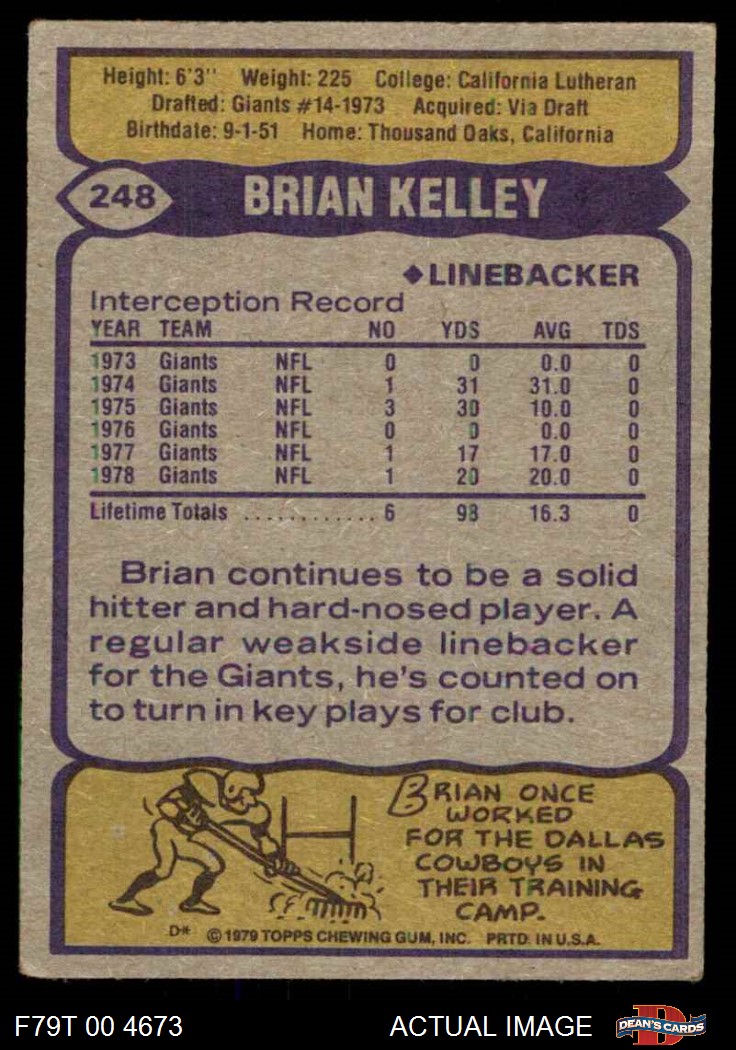 Height: 6'3'' Weight: 225 College: California Lutheran
Drafted: Giants #14-1973 Acquired: Via Draft
Birthdate: 9-1-51 Home: Thousand Oaks, California
248 BRIAN KELLEY
◆LINEBACKER
Interception Record
YEAR TEAM NO YDS AVG TDS
1973 Giants NFL 0 0 0.0 0
1974 Giants NFL 1 31 31.0 0
1975 Giants NFL 3 30 10.0 0
1976 Giants NFL 0 0 0.0 0
1977 Giants NFL 1 17 17.0 0
1978 Giants NFL 1 20 20.0 0
Lifetime Totals ............ 6 98 16.3 0
Brian continues to be a solid
hitter and hard-nosed player. A
regular weakside linebacker
for the Giants, he's counted on
to turn in key plays for club.
BRIAN ONCE
WORKED
FOR THE DALLAS
COWBOYS IN
THEIR TRAINING
CAMP.
D* © 1979 TOPPS CHEWING GUM, INC. PRTD. IN U.S.A.
F79T 00 4673 ACTUAL IMAGE D DEAN'S CARDS